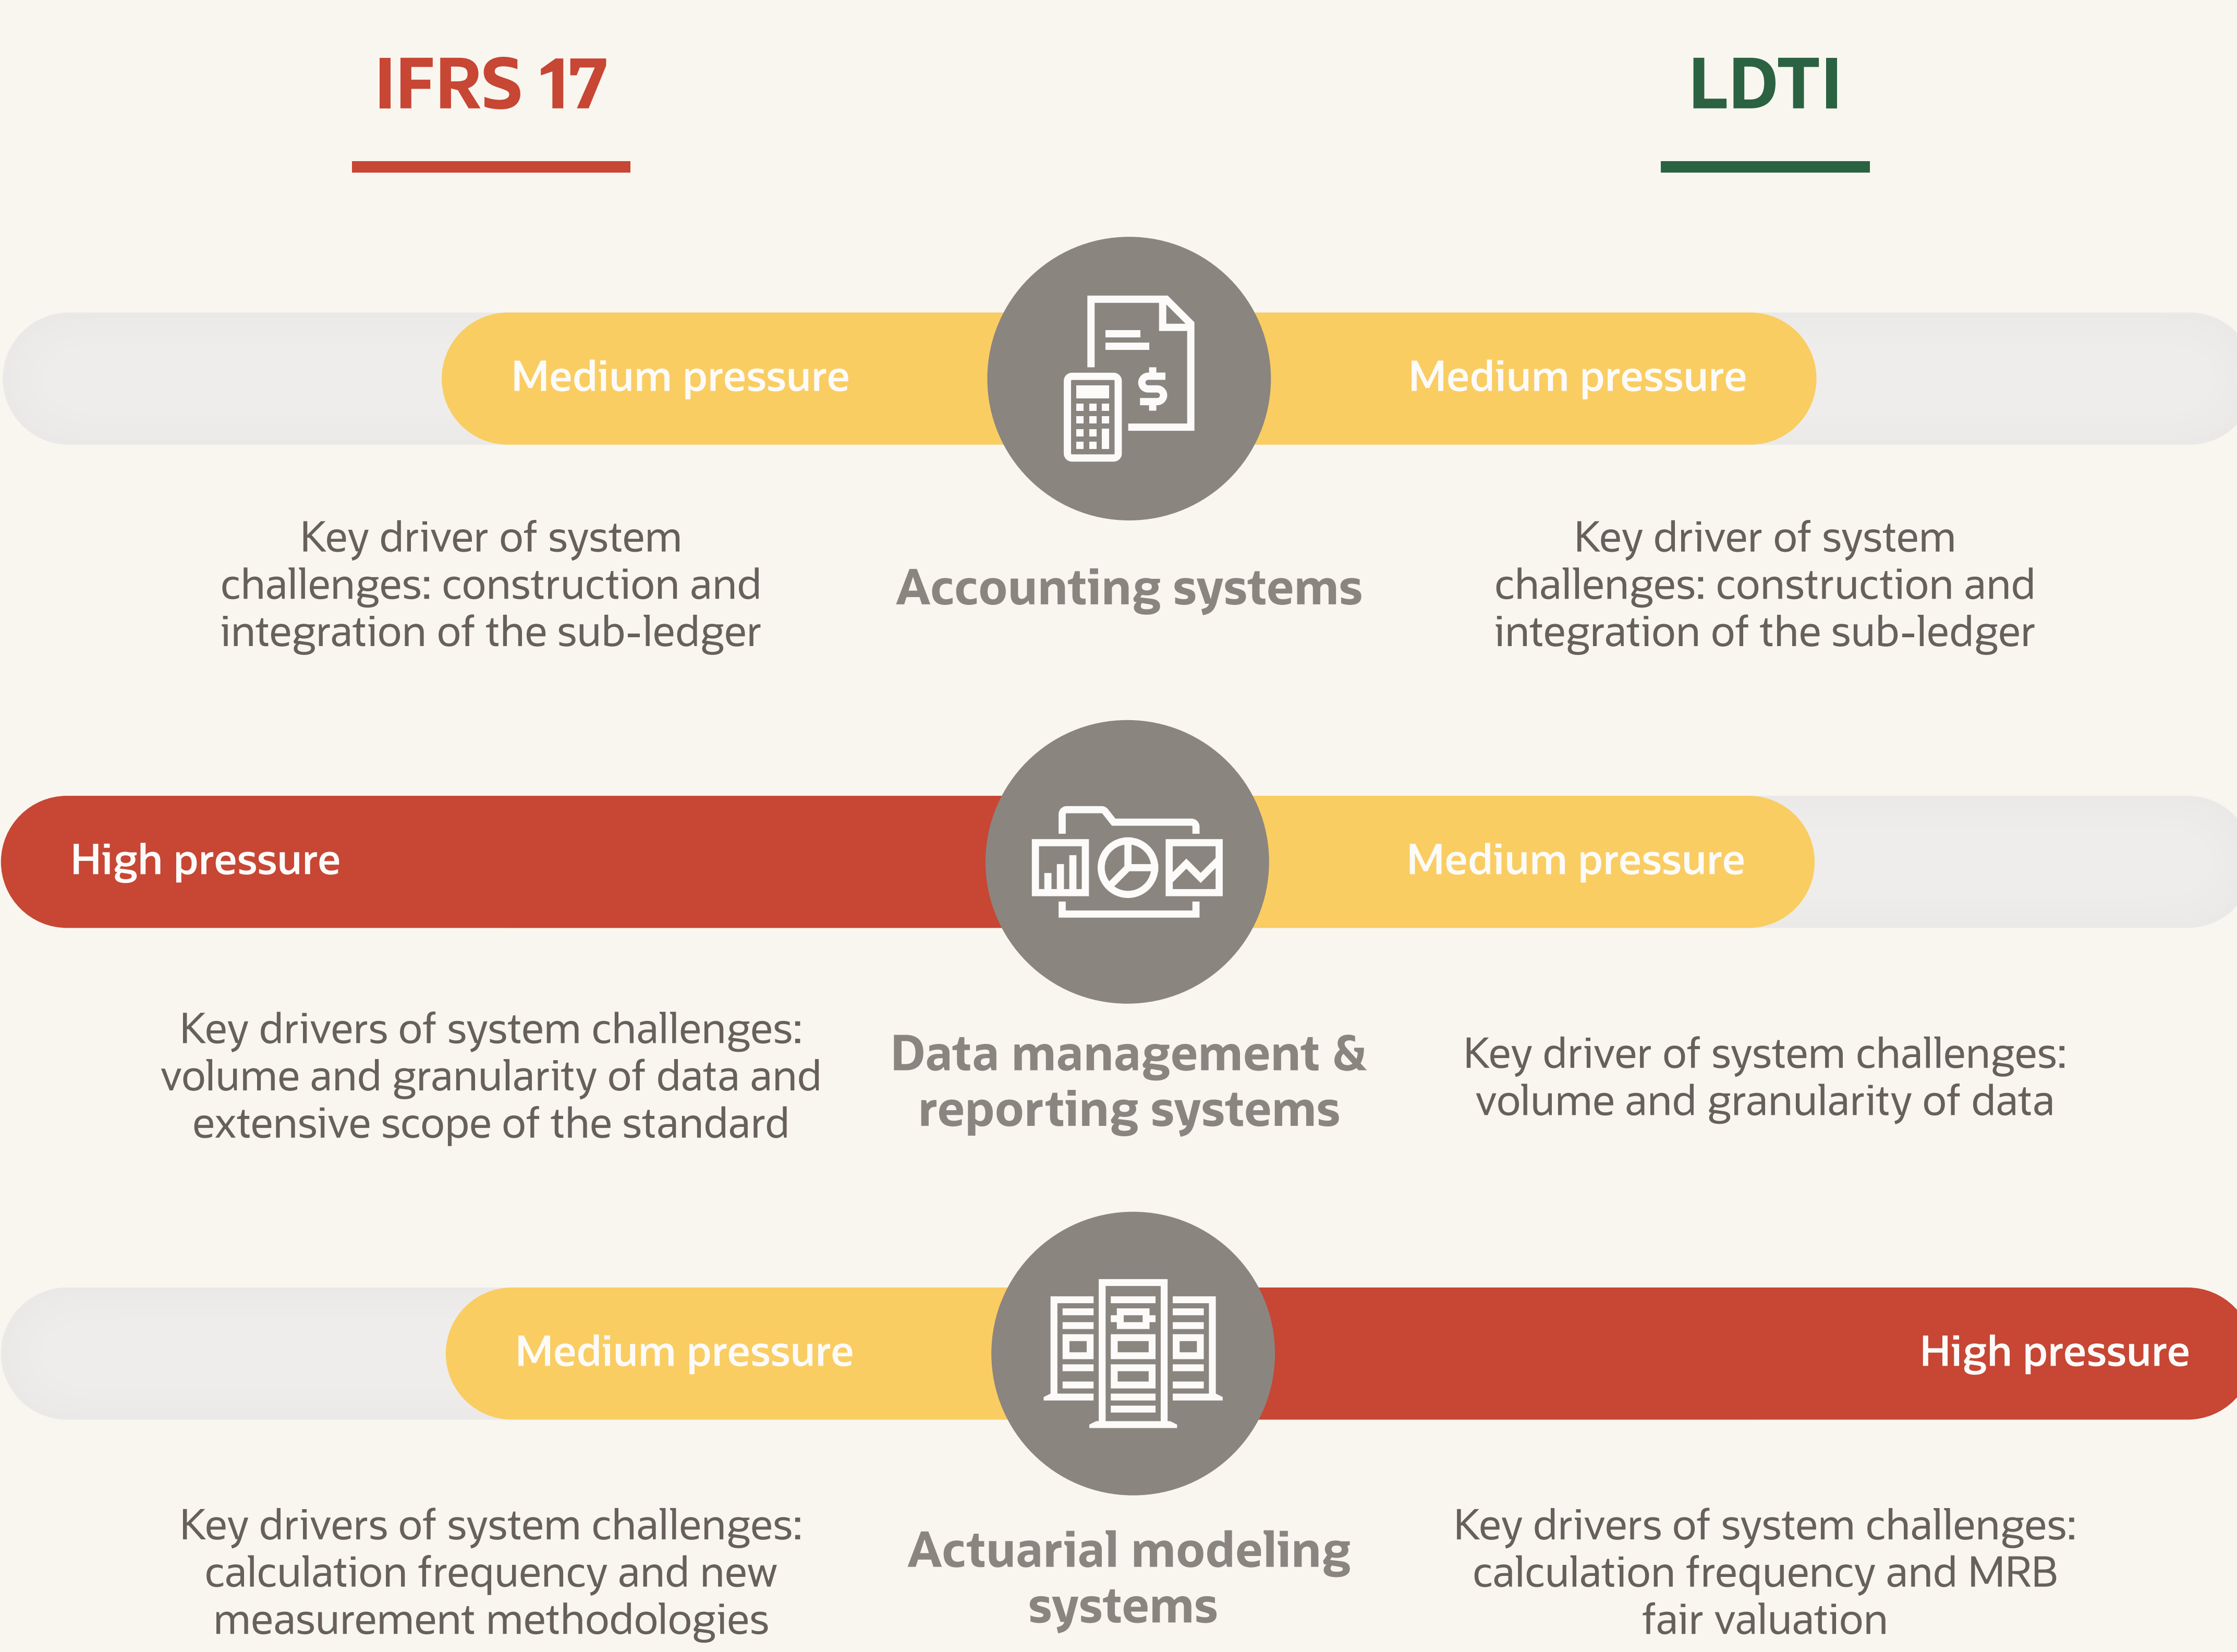 IFRS 17
LDTI
Medium pressure
Medium pressure
$
Key driver of system
challenges: construction and
integration of the sub-ledger
Accounting systems
Key driver of system
challenges: construction and
integration of the sub-ledger
High pressure
Medium pressure
Key drivers of system challenges:
volume and granularity of data and
extensive scope of the standard
Data management &
reporting systems
Key driver of system challenges:
volume and granularity of data
Medium pressure
High pressure
Key drivers of system challenges:
calculation frequency and new
measurement methodologies
Actuarial modeling
systems
Key drivers of system challenges:
calculation frequency and MRB
fair valuation